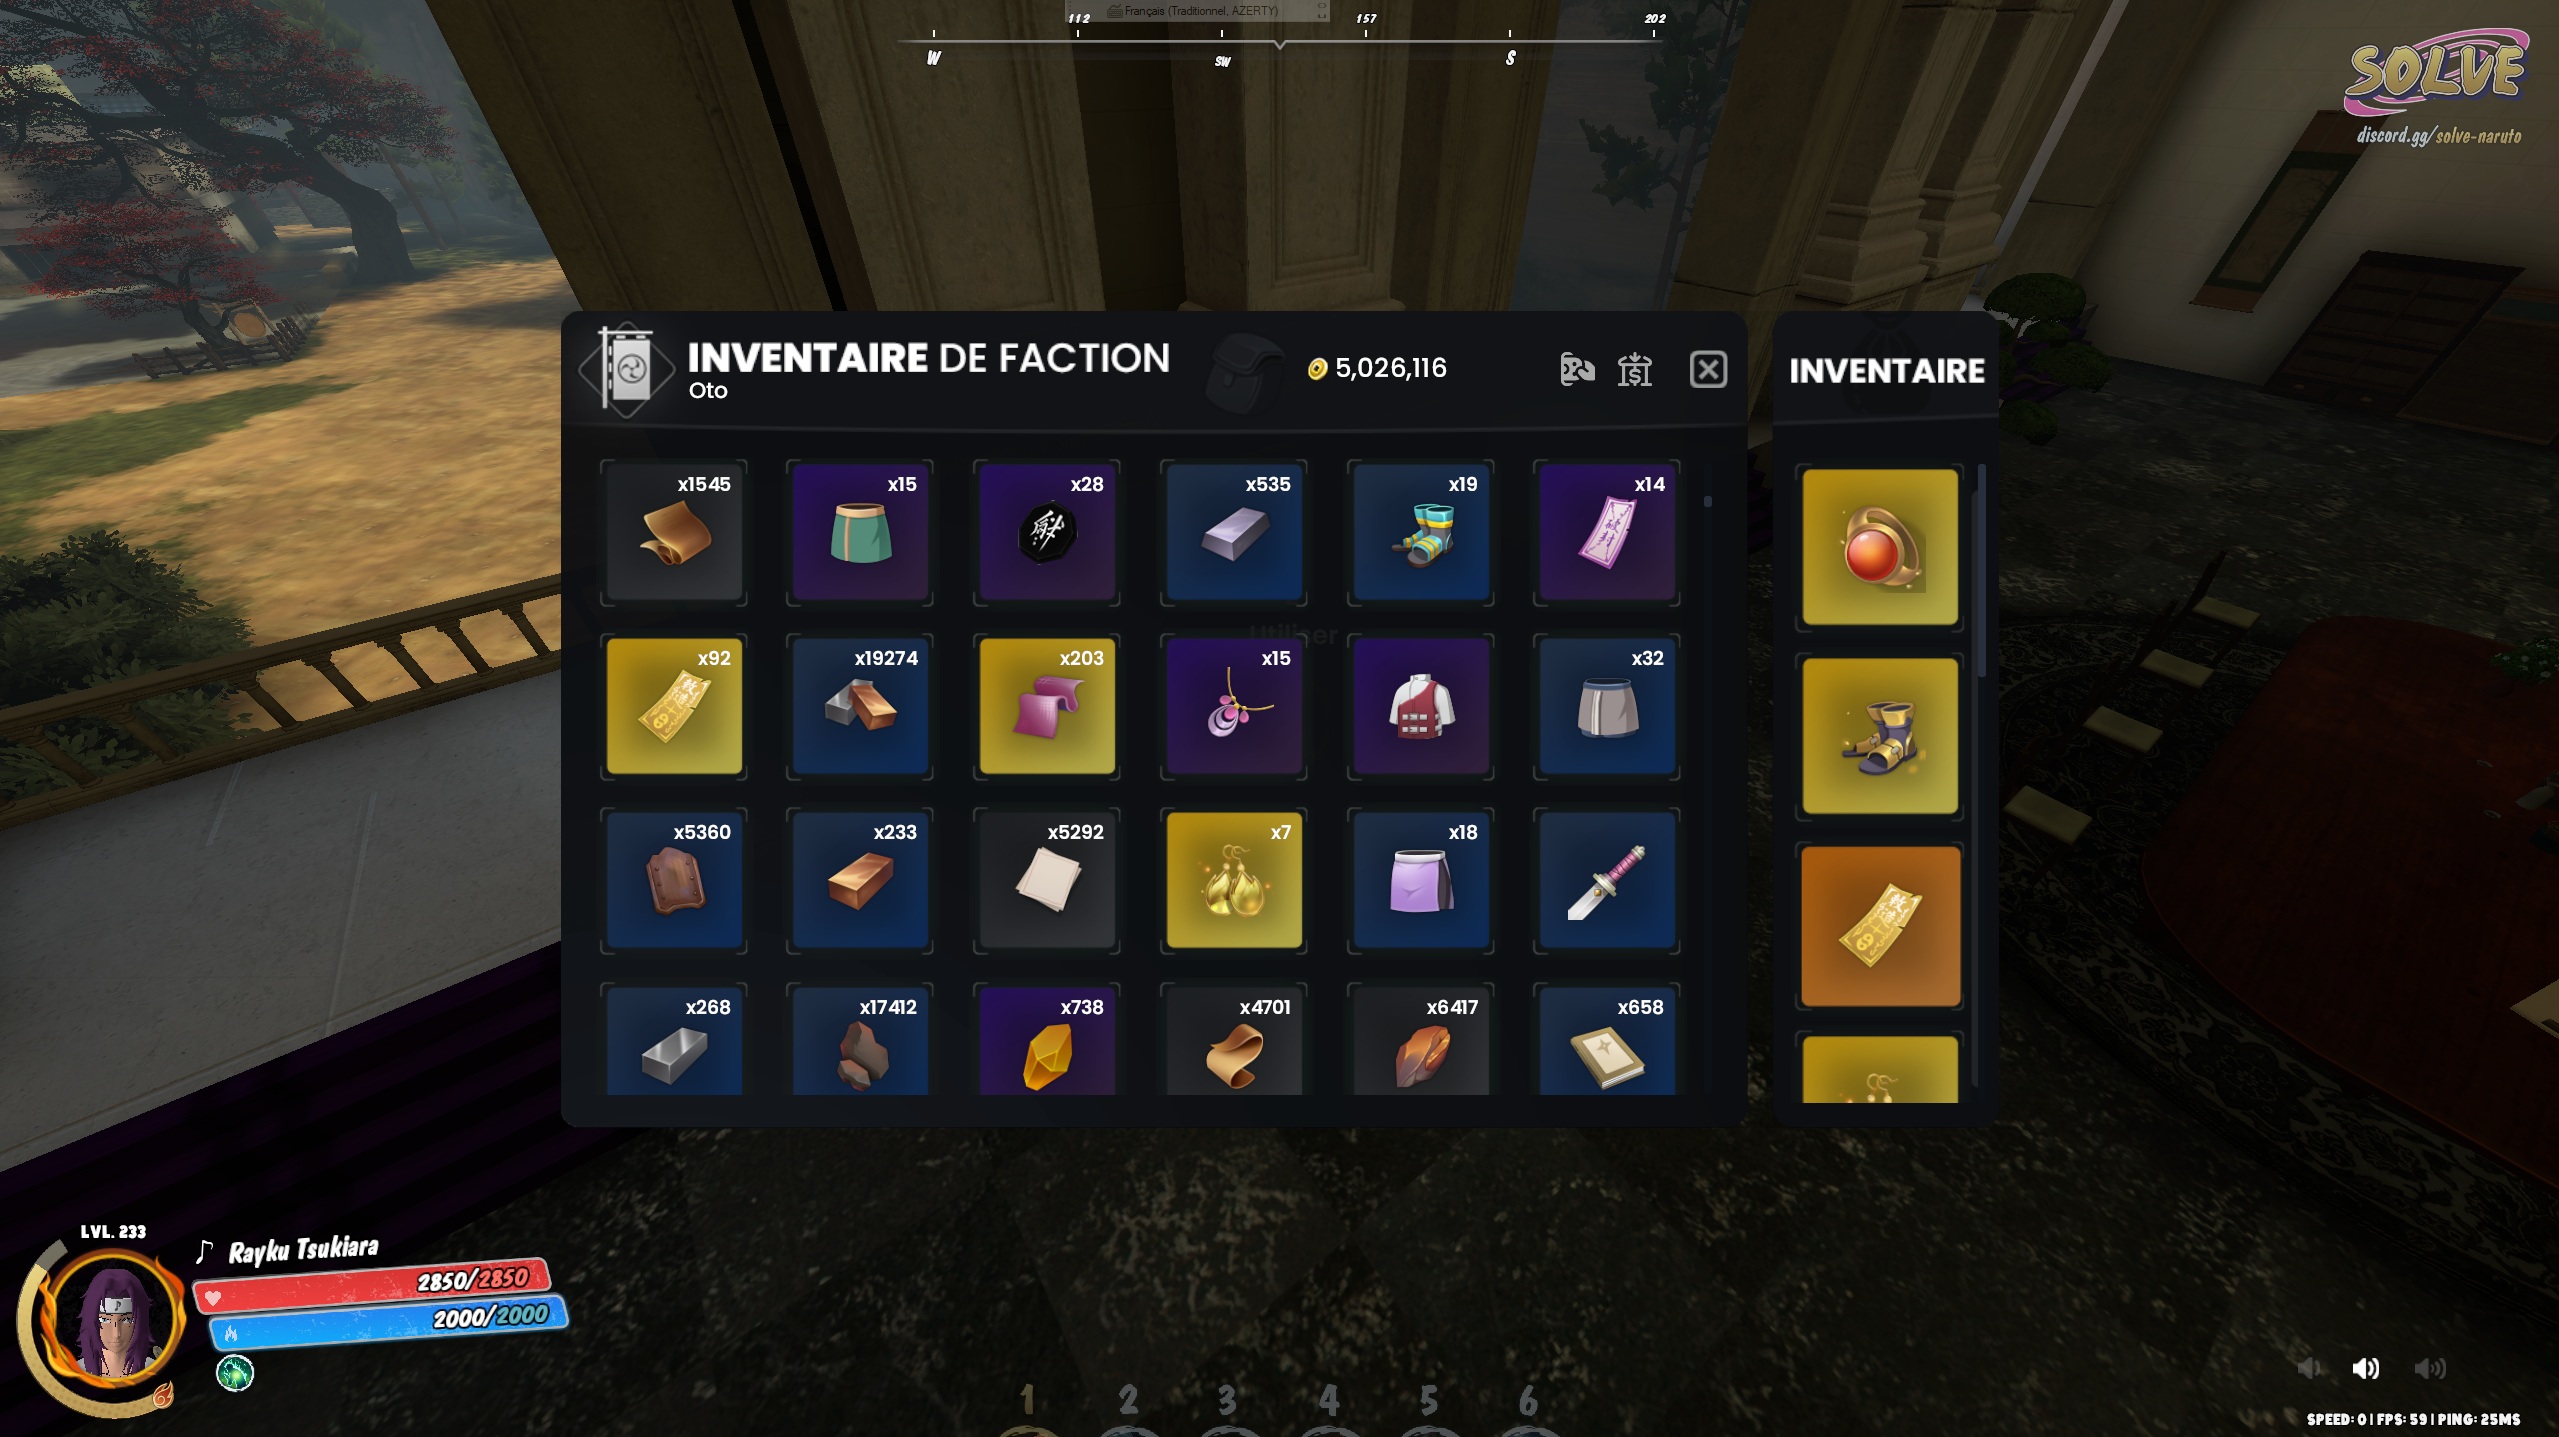 Français (Traditionnel, AZERTY)
112
157
202
W
SW
S
SOLVE
discord.gg/solve-naruto
INVENTAIRE DE FACTION
Oto
5,026,116
INVENTAIRE
x1545
x15
x28
x535
x19
x14
Utiliser
x92
x19274
x203
x15
x32
x5360
x233
x5292
x7
x18
x268
x17412
x738
x4701
x6417
x658
LVL. 233
Rayku Tsukiara
2850/2850
2000/2000
1
2
3
4
5
6
SPEED: 0 | FPS: 59 | PING: 25MS